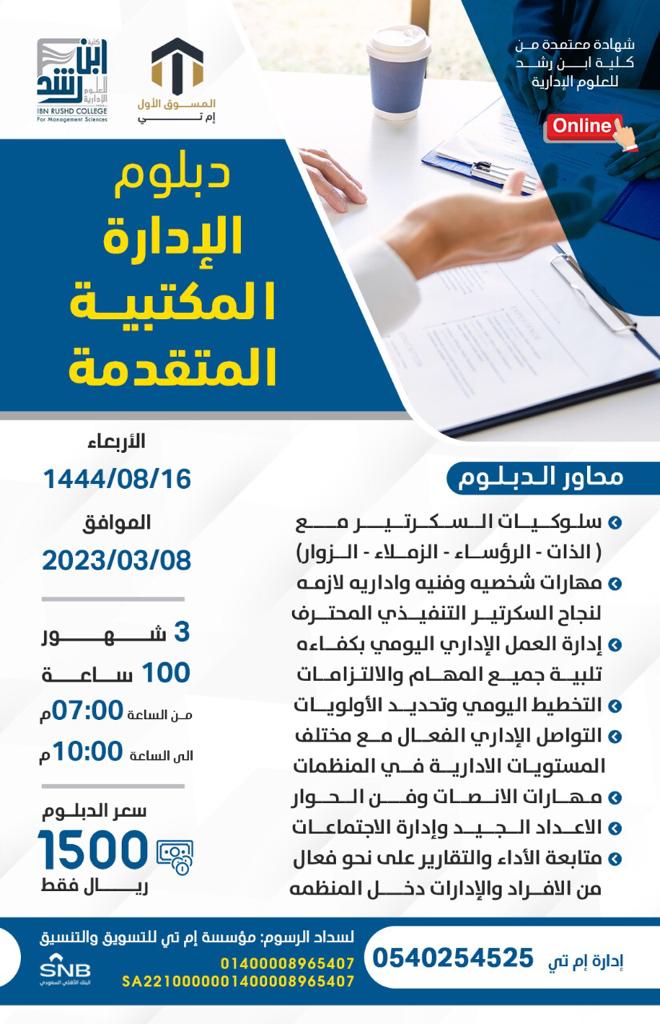 كلية
ابن
رشد
للعلوم
الإدارية
IBN RUSHD COLLEGE
For Management Sciences
المسوق الأول
إم تي
شهادة معتمدة من
كلية ابن رشد
للعلوم الإدارية
Online
دبلوم
الإدارة
المكتبية
المتقدمة
الأربعاء
1444/08/16
الموافق
2023/03/08
3 شهور
100 ساعة
من الساعة 07:00م
الى الساعة 10:00م
سعر الدبلوم
1500
ريال فقط
محاور الدبلوم
سلوكيات السكرتير مع
( الذات - الرؤساء - الزملاء - الزوار)
مهارات شخصيه وفنيه واداريه لازمه
لنجاح السكرتير التنفيذي المحترف
إدارة العمل الإداري اليومي بكفاءه
تلبية جميع المهام والالتزامات
التخطيط اليومي وتحديد الأولويات
التواصل الإداري الفعال مع مختلف
المستويات الادارية في المنظمات
مهارات الانصات وفن الحوار
الاعداد الجيد وإدارة الاجتماعات
متابعة الأداء والتقارير على نحو فعال
من الافراد والإدارات دخل المنظمه
لسداد الرسوم: مؤسسة إم تي للتسويق والتنسيق
01400008965407
SA2210000001400008965407
SNB
البنك الأهلي السعودي
إدارة إم تي 0540254525